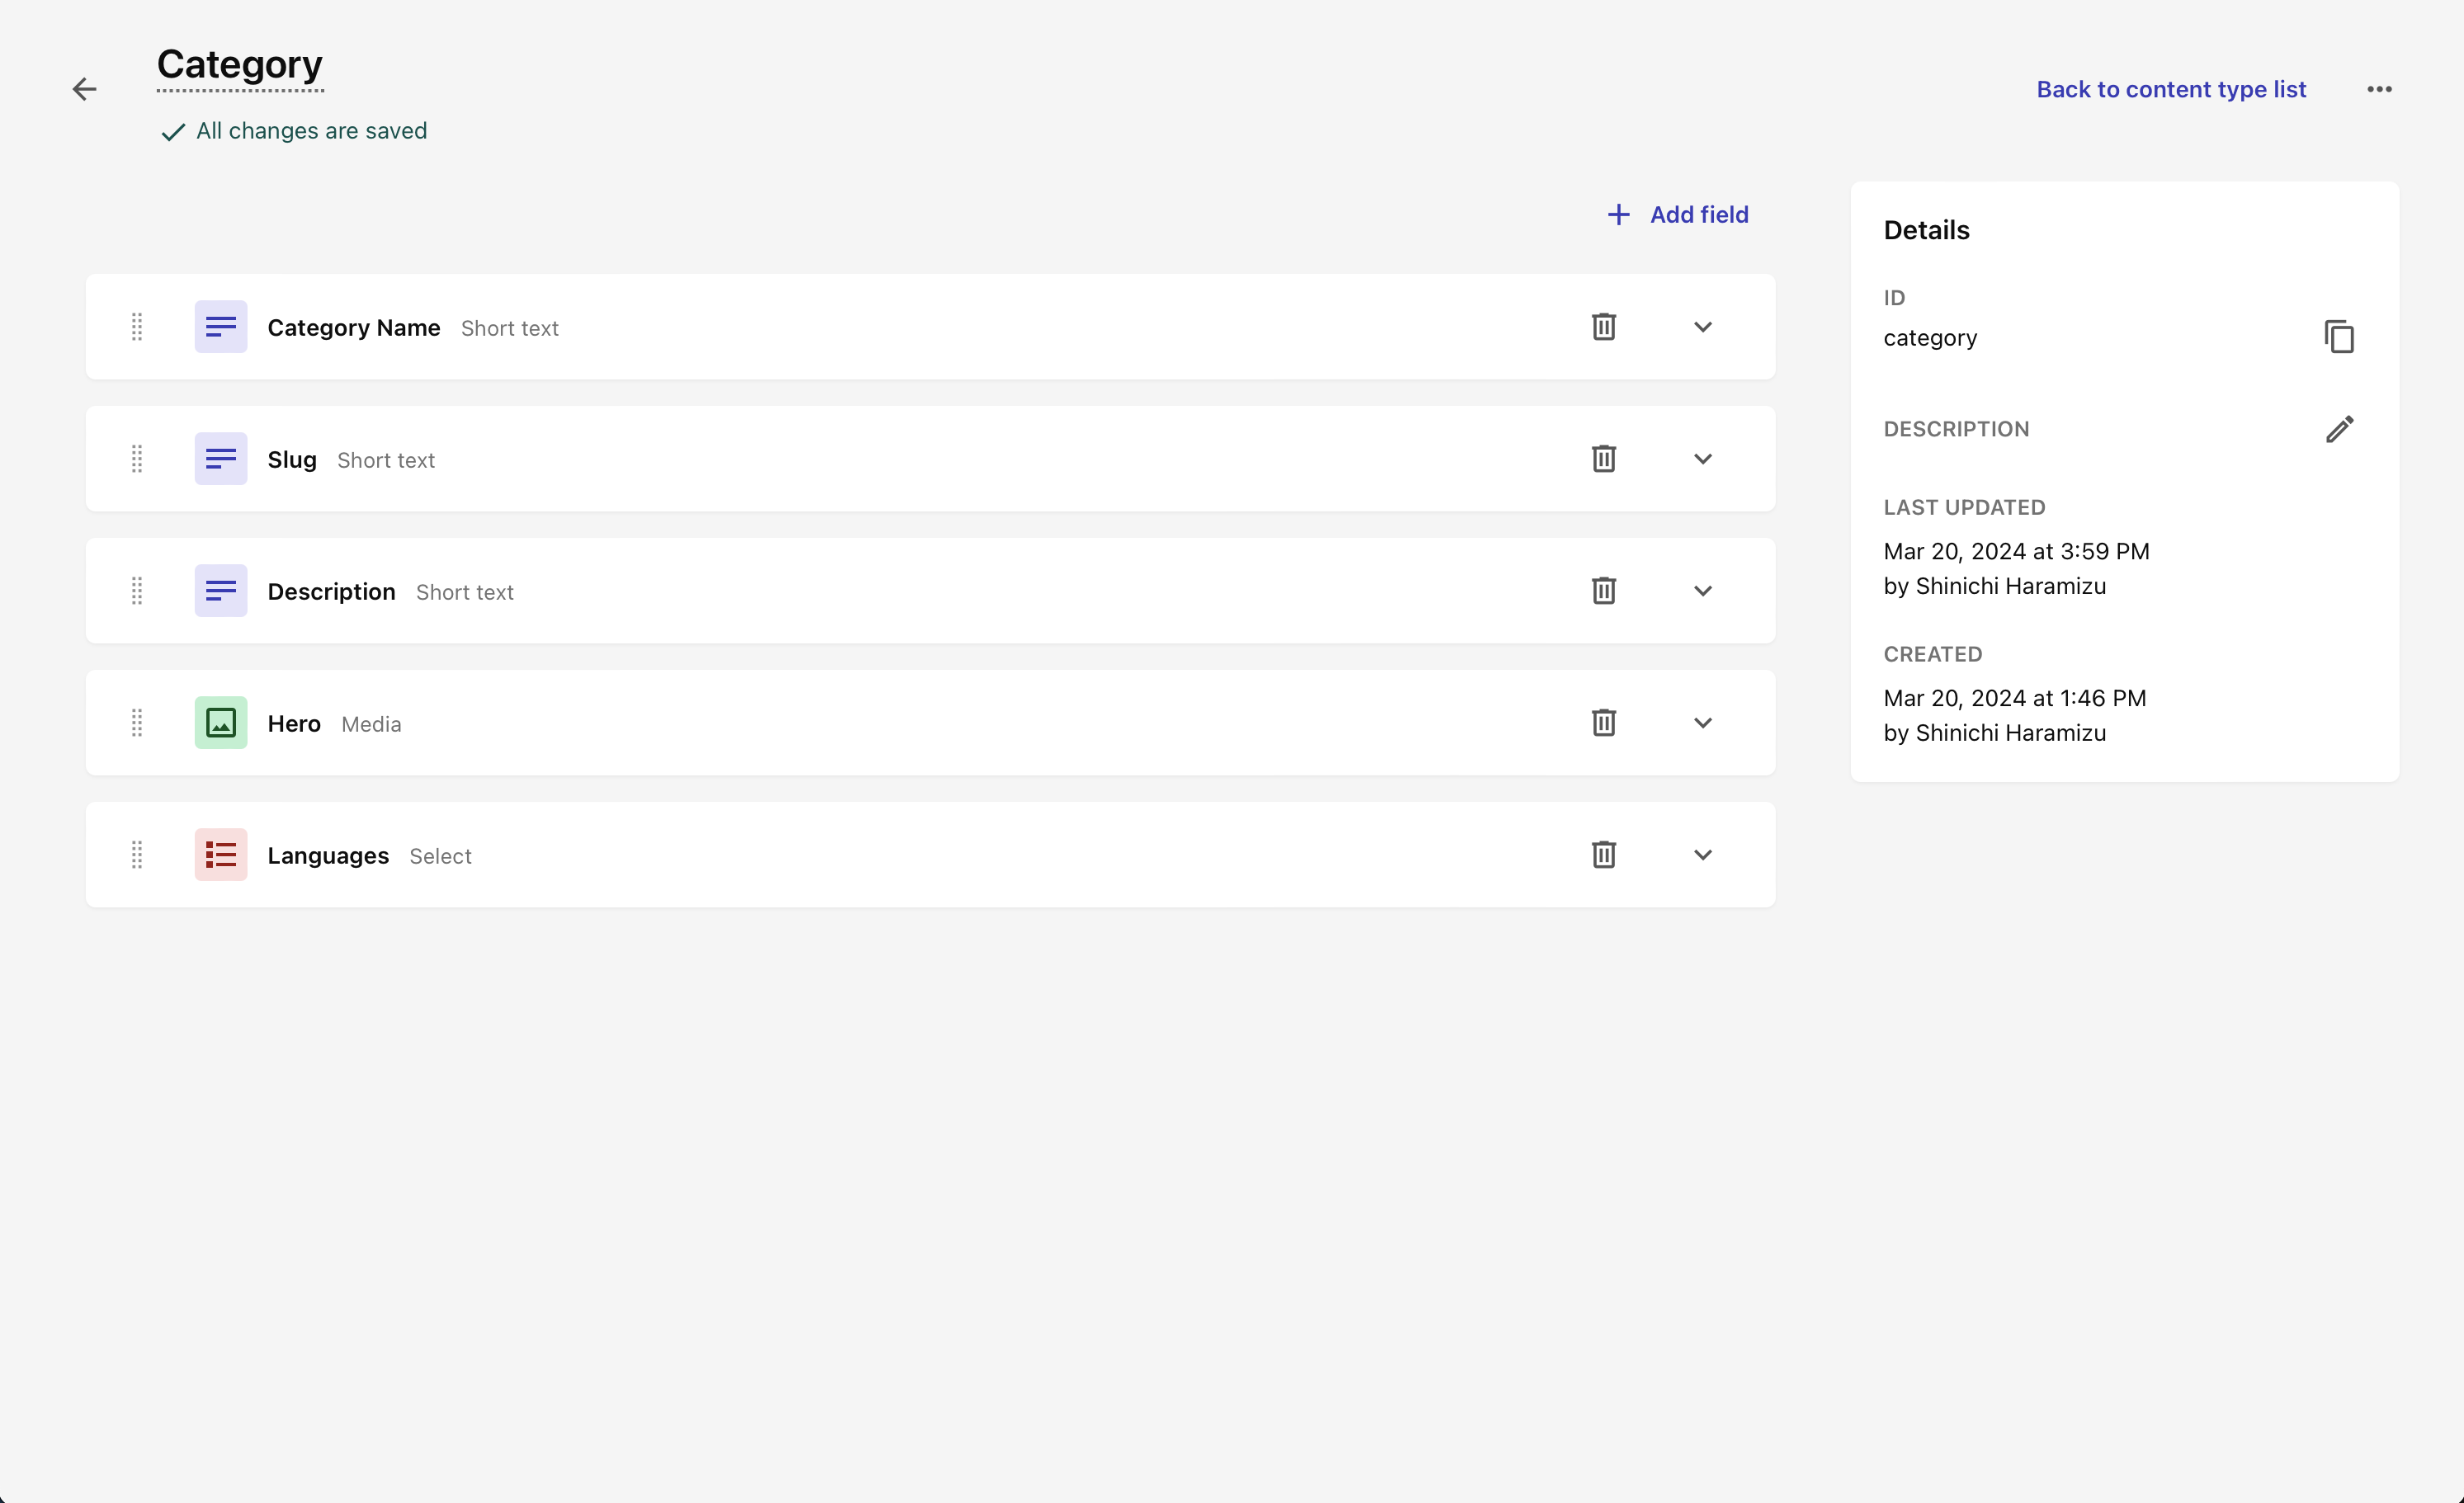 Category
All changes are saved
Back to content type list
Add field
Category Name Short text
Slug Short text
Description Short text
Hero Media
Languages Select
Details
ID
category
DESCRIPTION
LAST UPDATED
Mar 20, 2024 at 3:59 PM
by Shinichi Haramizu
CREATED
Mar 20, 2024 at 1:46 PM
by Shinichi Haramizu